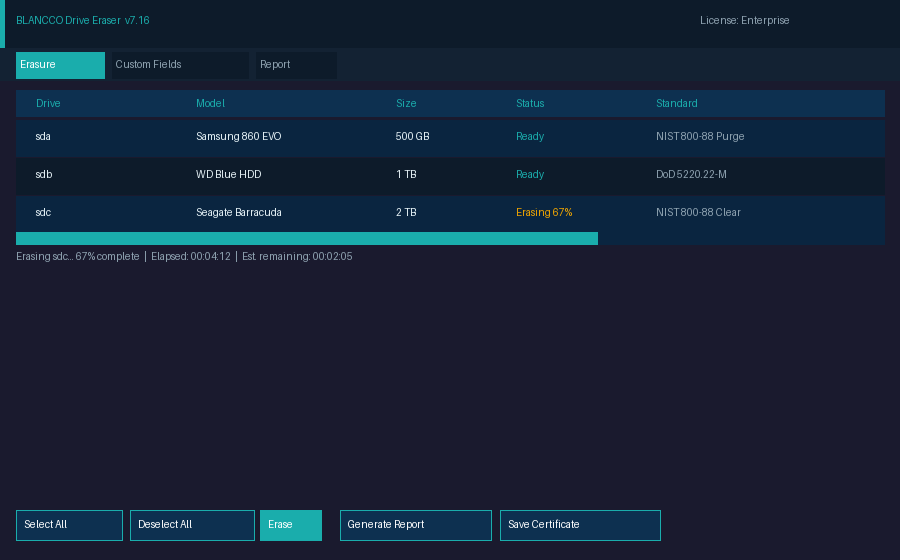 BLANCCO Drive Eraser v7.16 License: Enterprise
Erasure Custom Fields Report
Drive Model Size Status Standard
sda Samsung 860 EVO 500 GB Ready NIST 800-88 Purge
sdb WD Blue HDD 1 TB Ready DoD 5220.22-M
sdc Seagate Barracuda 2 TB Erasing 67% NIST 800-88 Clear
Erasing sdc... 67% complete | Elapsed: 00:04:12 | Est. remaining: 00:02:05
Select All Deselect All Erase Generate Report Save Certificate